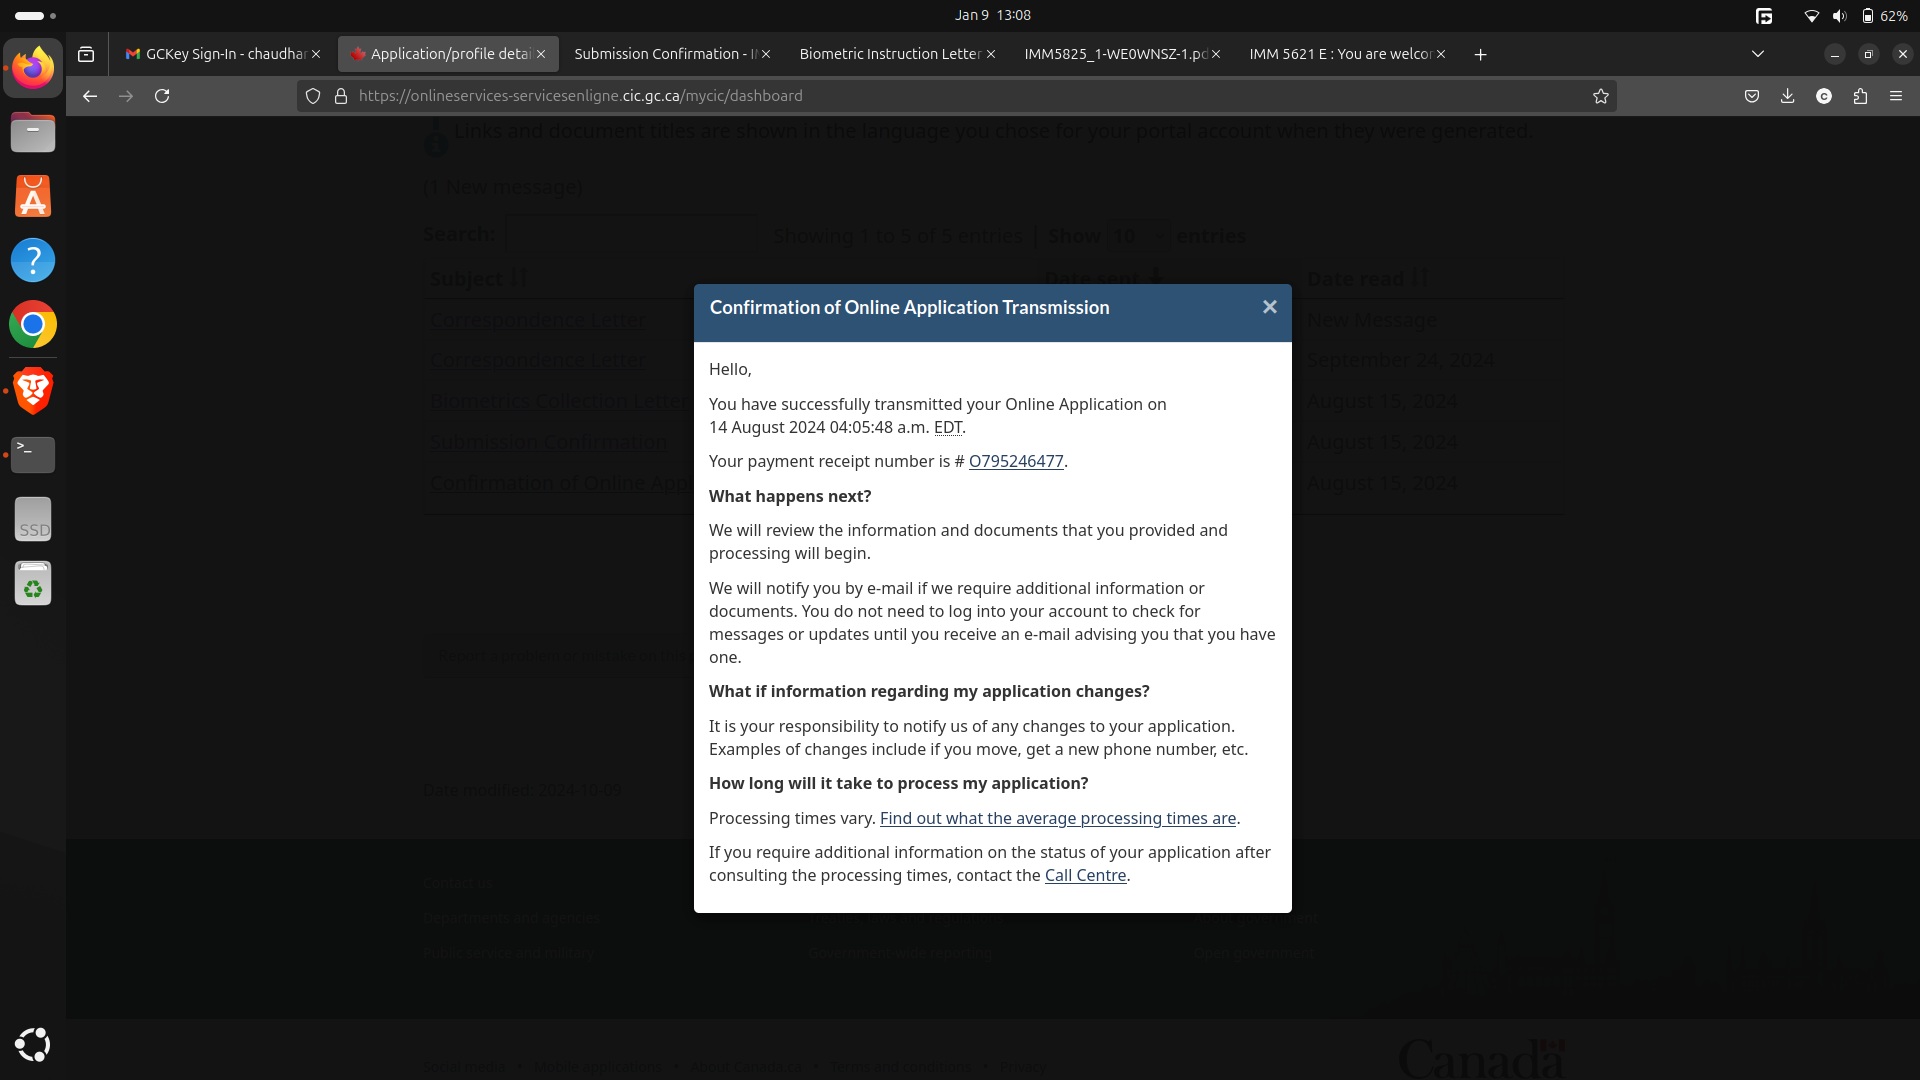 Jan 9 13:08
62%
GCKey Sign-In - chaudhar
Application/profile detail
Submission Confirmation - I
Biometric Instruction Letter
IMM5825_1-WE0WNSZ-1.pd
IMM 5621 E : You are welcor
https://onlineservices-servicesenligne.cic.gc.ca/mycic/dashboard
Links and document titles are shown in the language you chose for your portal account when they were generated.
(1 New message)
Search:
Showing 1 to 5 of 5 entries
Show 10 entries
Subject
Date sent
Date read
Correspondence Letter
New Message
Correspondence Letter
September 24, 2024
Biometrics Collection Letter
August 15, 2024
Submission Confirmation
August 15, 2024
Confirmation of Online Appl
August 15, 2024
Confirmation of Online Application Transmission
Hello,
You have successfully transmitted your Online Application on
14 August 2024 04:05:48 a.m. EDT.
Your payment receipt number is # O795246477.
What happens next?
We will review the information and documents that you provided and
processing will begin.
We will notify you by e-mail if we require additional information or
documents. You do not need to log into your account to check for
messages or updates until you receive an e-mail advising you that you have
one.
What if information regarding my application changes?
It is your responsibility to notify us of any changes to your application.
Examples of changes include if you move, get a new phone number, etc.
How long will it take to process my application?
Processing times vary. Find out what the average processing times are.
If you require additional information on the status of your application after
consulting the processing times, contact the Call Centre.
Report a problem or mistake on this
Date modified: 2024-10-09
Contact us
Departments and agencies
Public service and military
Government-wide reporting
Open government
Social media • Mobile applications • About Canada.ca • Terms and conditions • Privacy
Canada
SSD